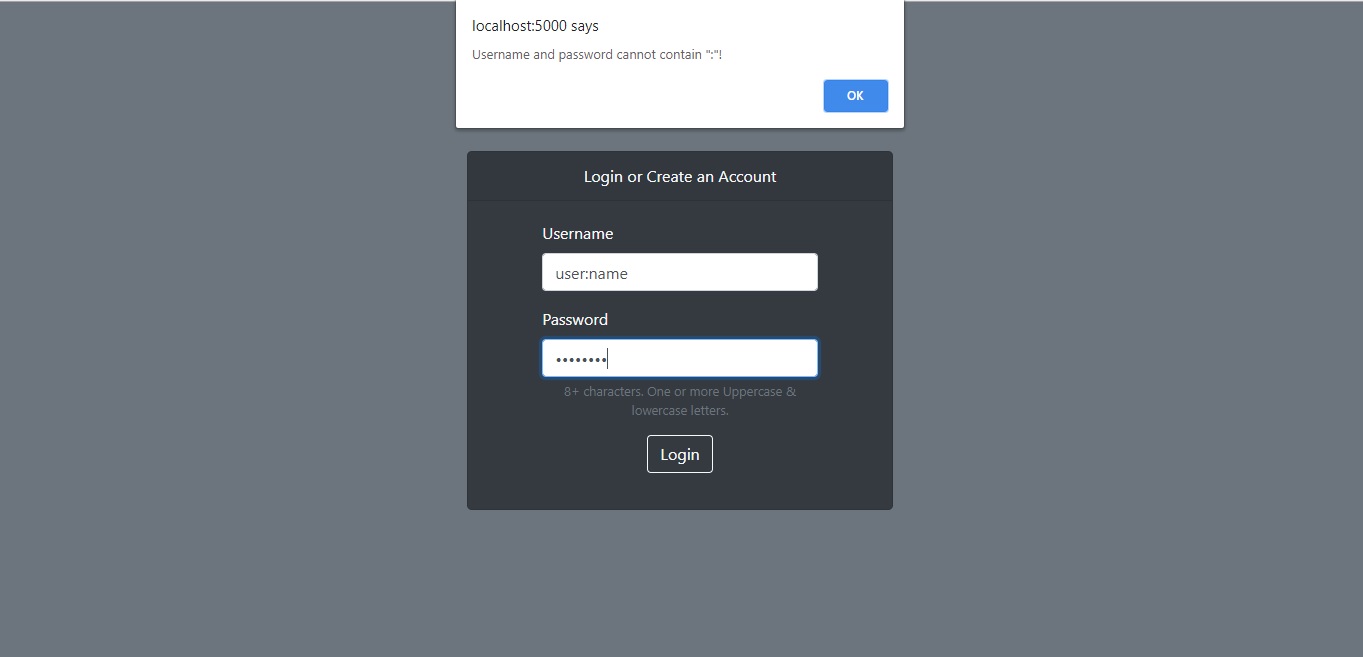 localhost:5000 says
Username and password cannot contain ":"!
OK
Login or Create an Account
Username
user:name
Password
••••••••
8+ characters. One or more Uppercase &
lowercase letters.
Login